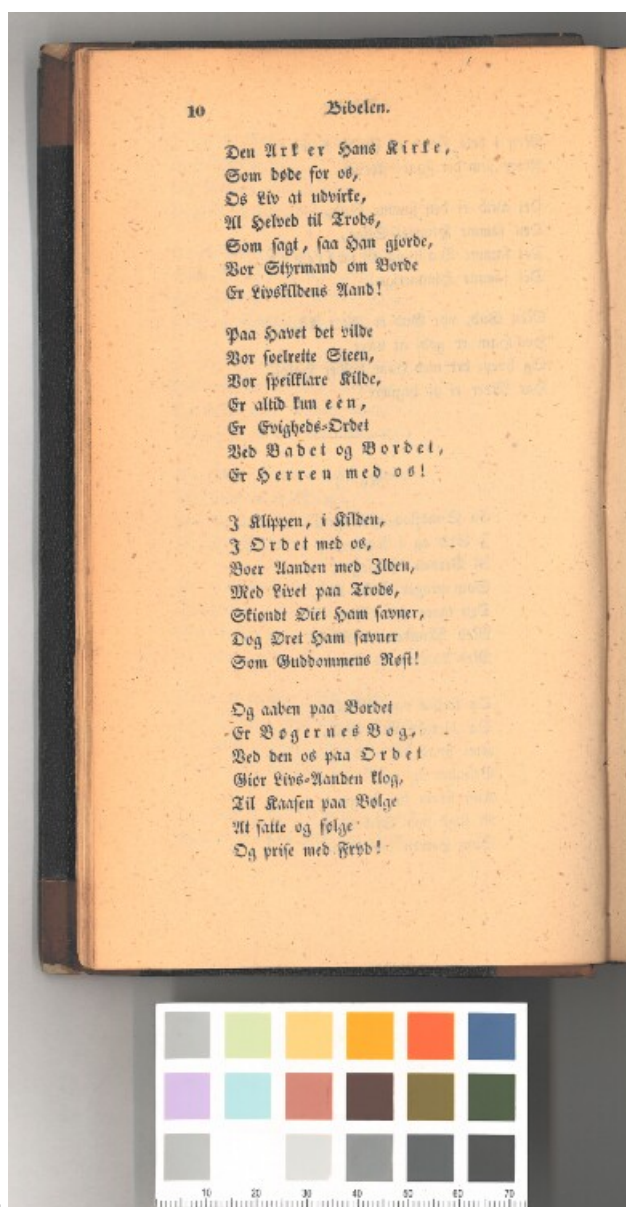 10 Bibelen.
Den Ark er Hans Kirke,
Som døde for os,
Os Liv at udvirke,
Al Helved til Trods,
Som sagt, saa Han gjorde,
Vor Styrmand om Borde
Er Livskildens Aand!
Paa Havet det vilde
Vor soelrette Steen,
Vor speilklare Kilde,
Er altid kun een,
Er Evigheds-Ordet
Ved Badet og Bordet,
Er Herren med os!
I Klippen, i Kilden,
I Ordet med os,
Boer Aanden med Ilden,
Med Livet paa Trods,
Skiøndt Øiet Ham savner,
Dog Øret Ham favner
Som Guddommens Røst!
Og aaben paa Bordet
Er Bøgernes Bog,
Ved den os paa Ordet
Giør Livs-Aanden klog,
Til Kaasen paa Bølge
At sætte og følge
Og prise med Fryd!
10 20 30 40 50 60 70